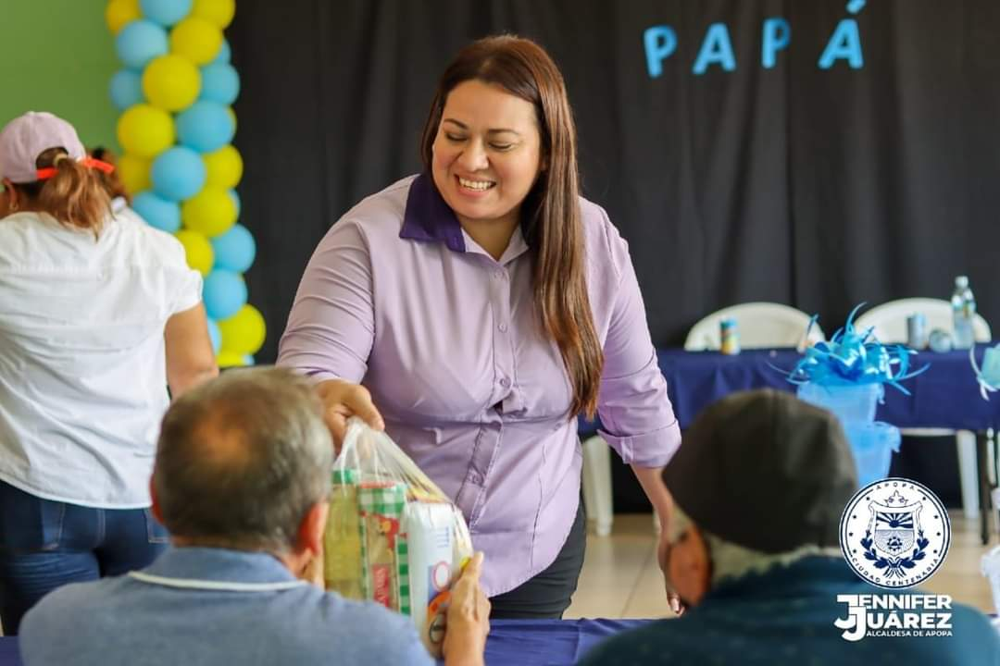 PAPÁ
APOPA
CIUDAD CENTENARIA
JENNIFER
JUÁREZ
ALCALDESA DE APOPA